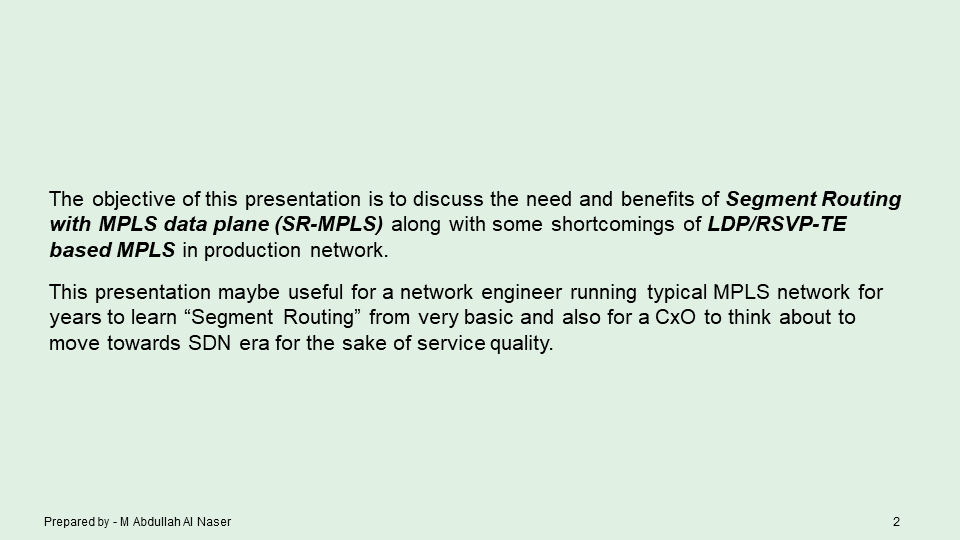 The objective of this presentation is to discuss the need and benefits of Segment Routing
with MPLS data plane (SR-MPLS) along with some shortcomings of LDP/RSVP-TE
based MPLS in production network.
This presentation maybe useful for a network engineer running typical MPLS network for
years to learn “Segment Routing” from very basic and also for a CxO to think about to
move towards SDN era for the sake of service quality.
Prepared by - M Abdullah Al Naser
2